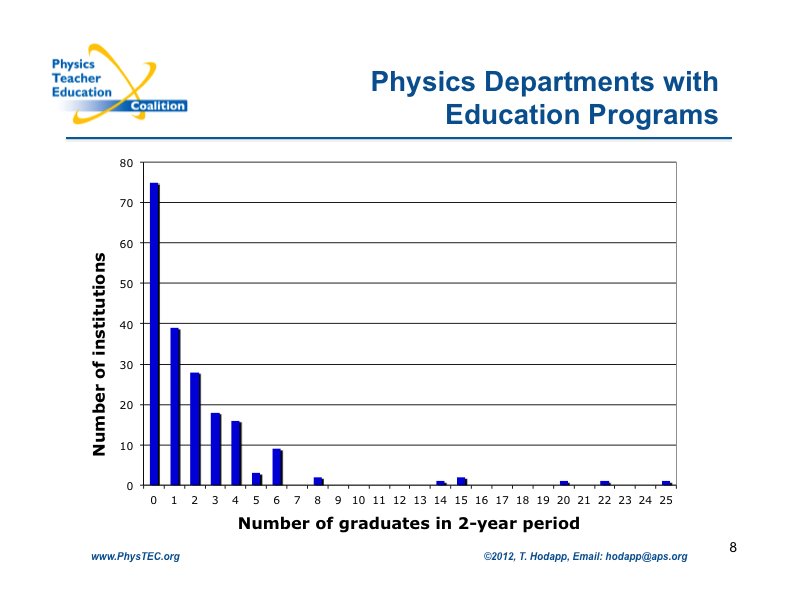 Physics
Teacher
Education
Coalition
Physics Departments with
Education Programs
80
70
60
50
40
30
20
10
0
Number of institutions
0 1 2 3 4 5 6 7 8 9 10 11 12 13 14 15 16 17 18 19 20 21 22 23 24 25
Number of graduates in 2-year period
www.PhysTEC.org
©2012, T. Hodapp, Email: hodapp@aps.org
8